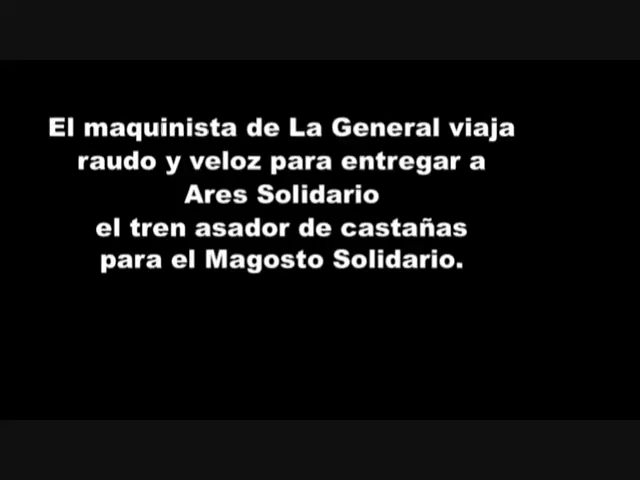 El maquinista de La General viaja
raudo y veloz para entregar a
Ares Solidario
el tren asador de castañas
para el Magosto Solidario.